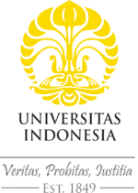 UNIVERSITAS
INDONESIA
Veritas, Probitas, Iustitia
EST. 1849